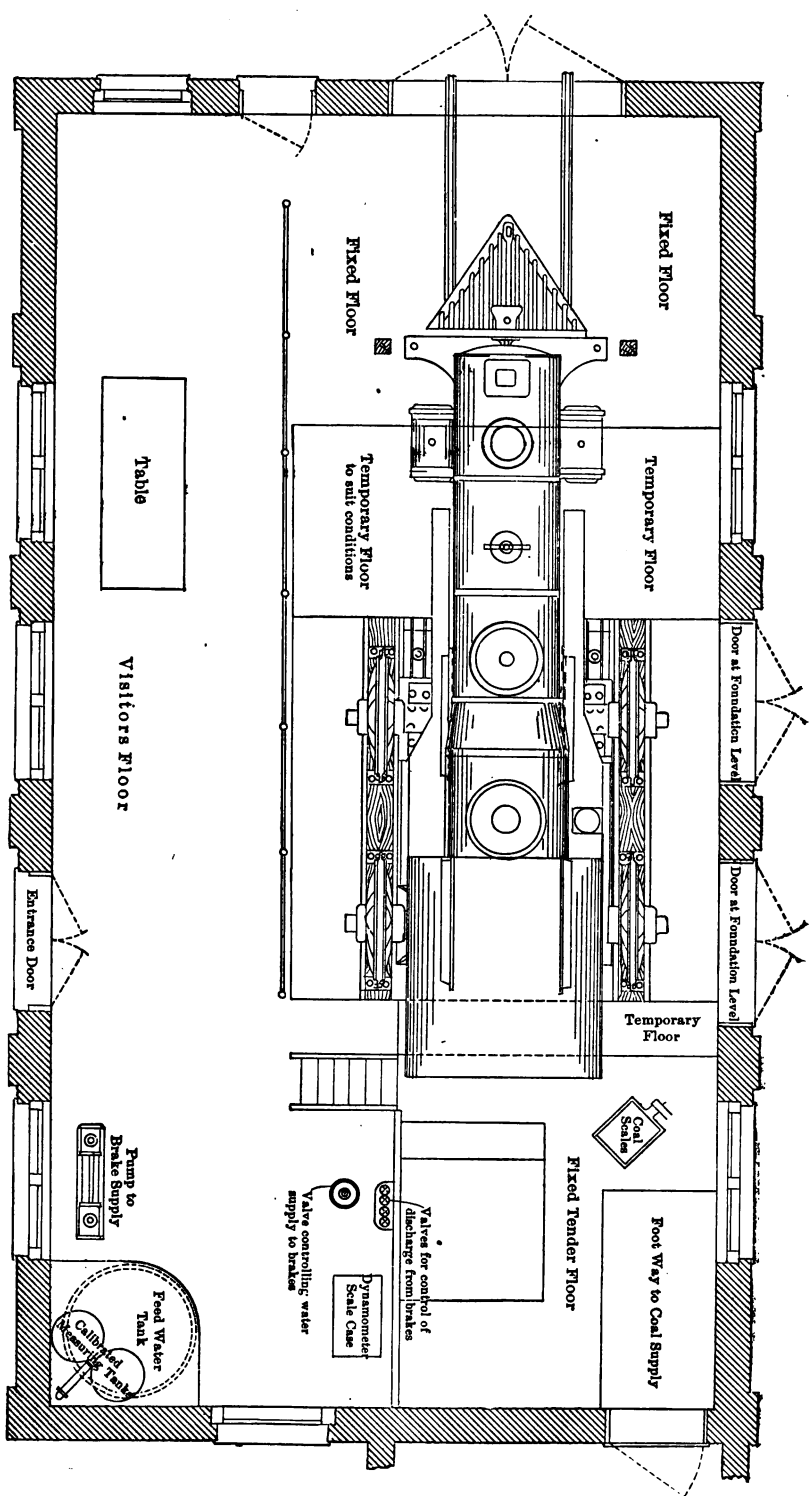 Fixed Floor
Fixed Floor
Temporary Floor
Temporary Floor
to suit conditions
Table
Visitors Floor
Door at Foundation Level
Door at Foundation Level
Entrance Door
Temporary
Floor
Coal
Scales
Fixed Tender Floor
Foot Way to Coal Supply
Valves for control of
discharge from brakes
Valve controlling water
supply to brakes
Dynamometer
Scale Case
Pump to
Brake Supply
Feed Water
Tank
Calibrated
Measuring Tanks